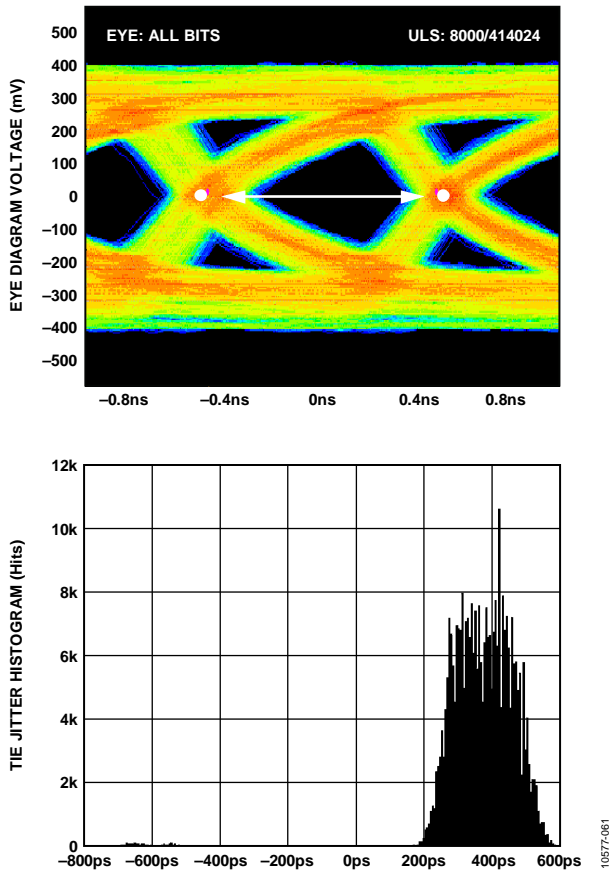 EYE: ALL BITS ULS: 8000/414024
500
400
300
200
100
0
–100
–200
–300
–400
–500
EYE DIAGRAM VOLTAGE (mV)
–0.8ns –0.4ns 0ns 0.4ns 0.8ns
12k
10k
8k
6k
4k
2k
0
TIE JITTER HISTOGRAM (Hits)
–800ps –600ps –400ps –200ps 0ps 200ps 400ps 600ps
10577-061